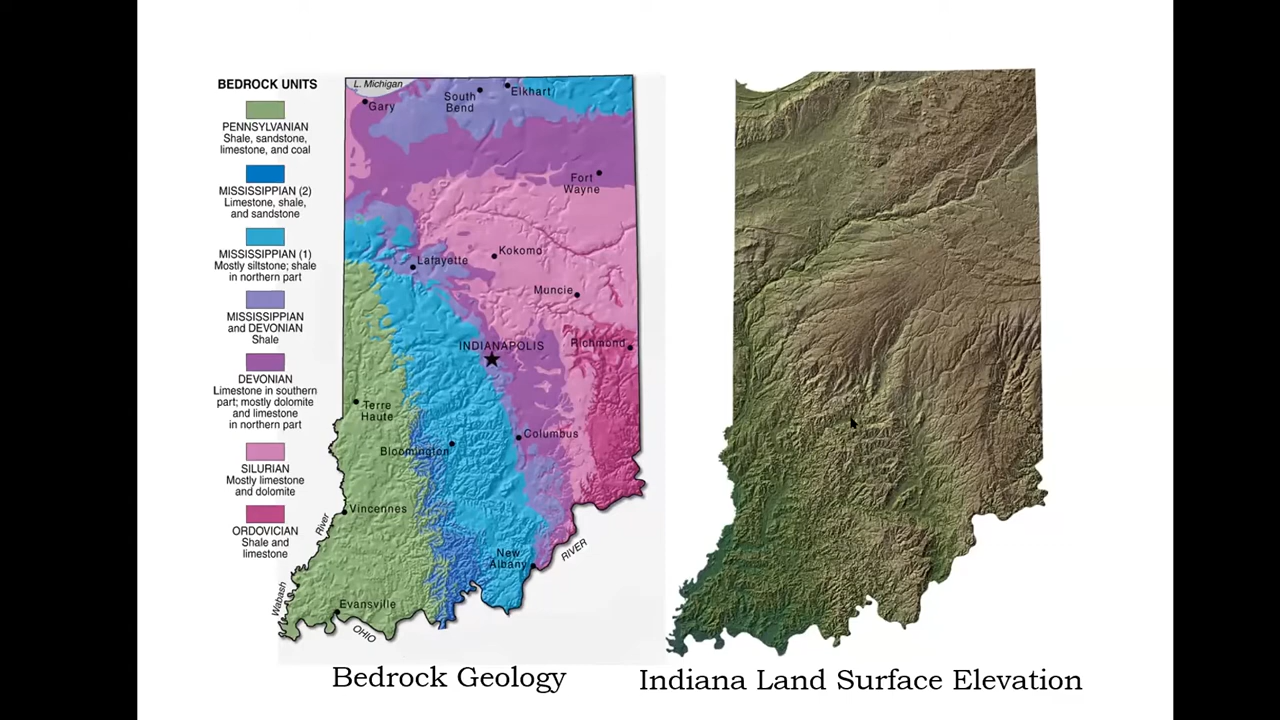 BEDROCK UNITS
PENNSYLVANIAN
Shale, sandstone,
limestone, and coal
MISSISSIPPIAN (2)
Limestone, shale,
and sandstone
MISSISSIPPIAN (1)
Mostly siltstone; shale
in northern part
MISSISSIPPIAN
and DEVONIAN
Shale
DEVONIAN
Limestone in southern
part; mostly dolomite
and limestone
in northern part
SILURIAN
Mostly limestone
and dolomite
ORDOVICIAN
Shale and
limestone
L. Michigan
Gary
South
Bend
Elkhart
Fort
Wayne
Kokomo
Lafayette
Muncie
INDIANAPOLIS
Richmond
Terre
Haute
Columbus
Bloomington
Vincennes
River
Wabash
New
Albany
RIVER
Evansville
OHIO
Bedrock Geology
Indiana Land Surface Elevation